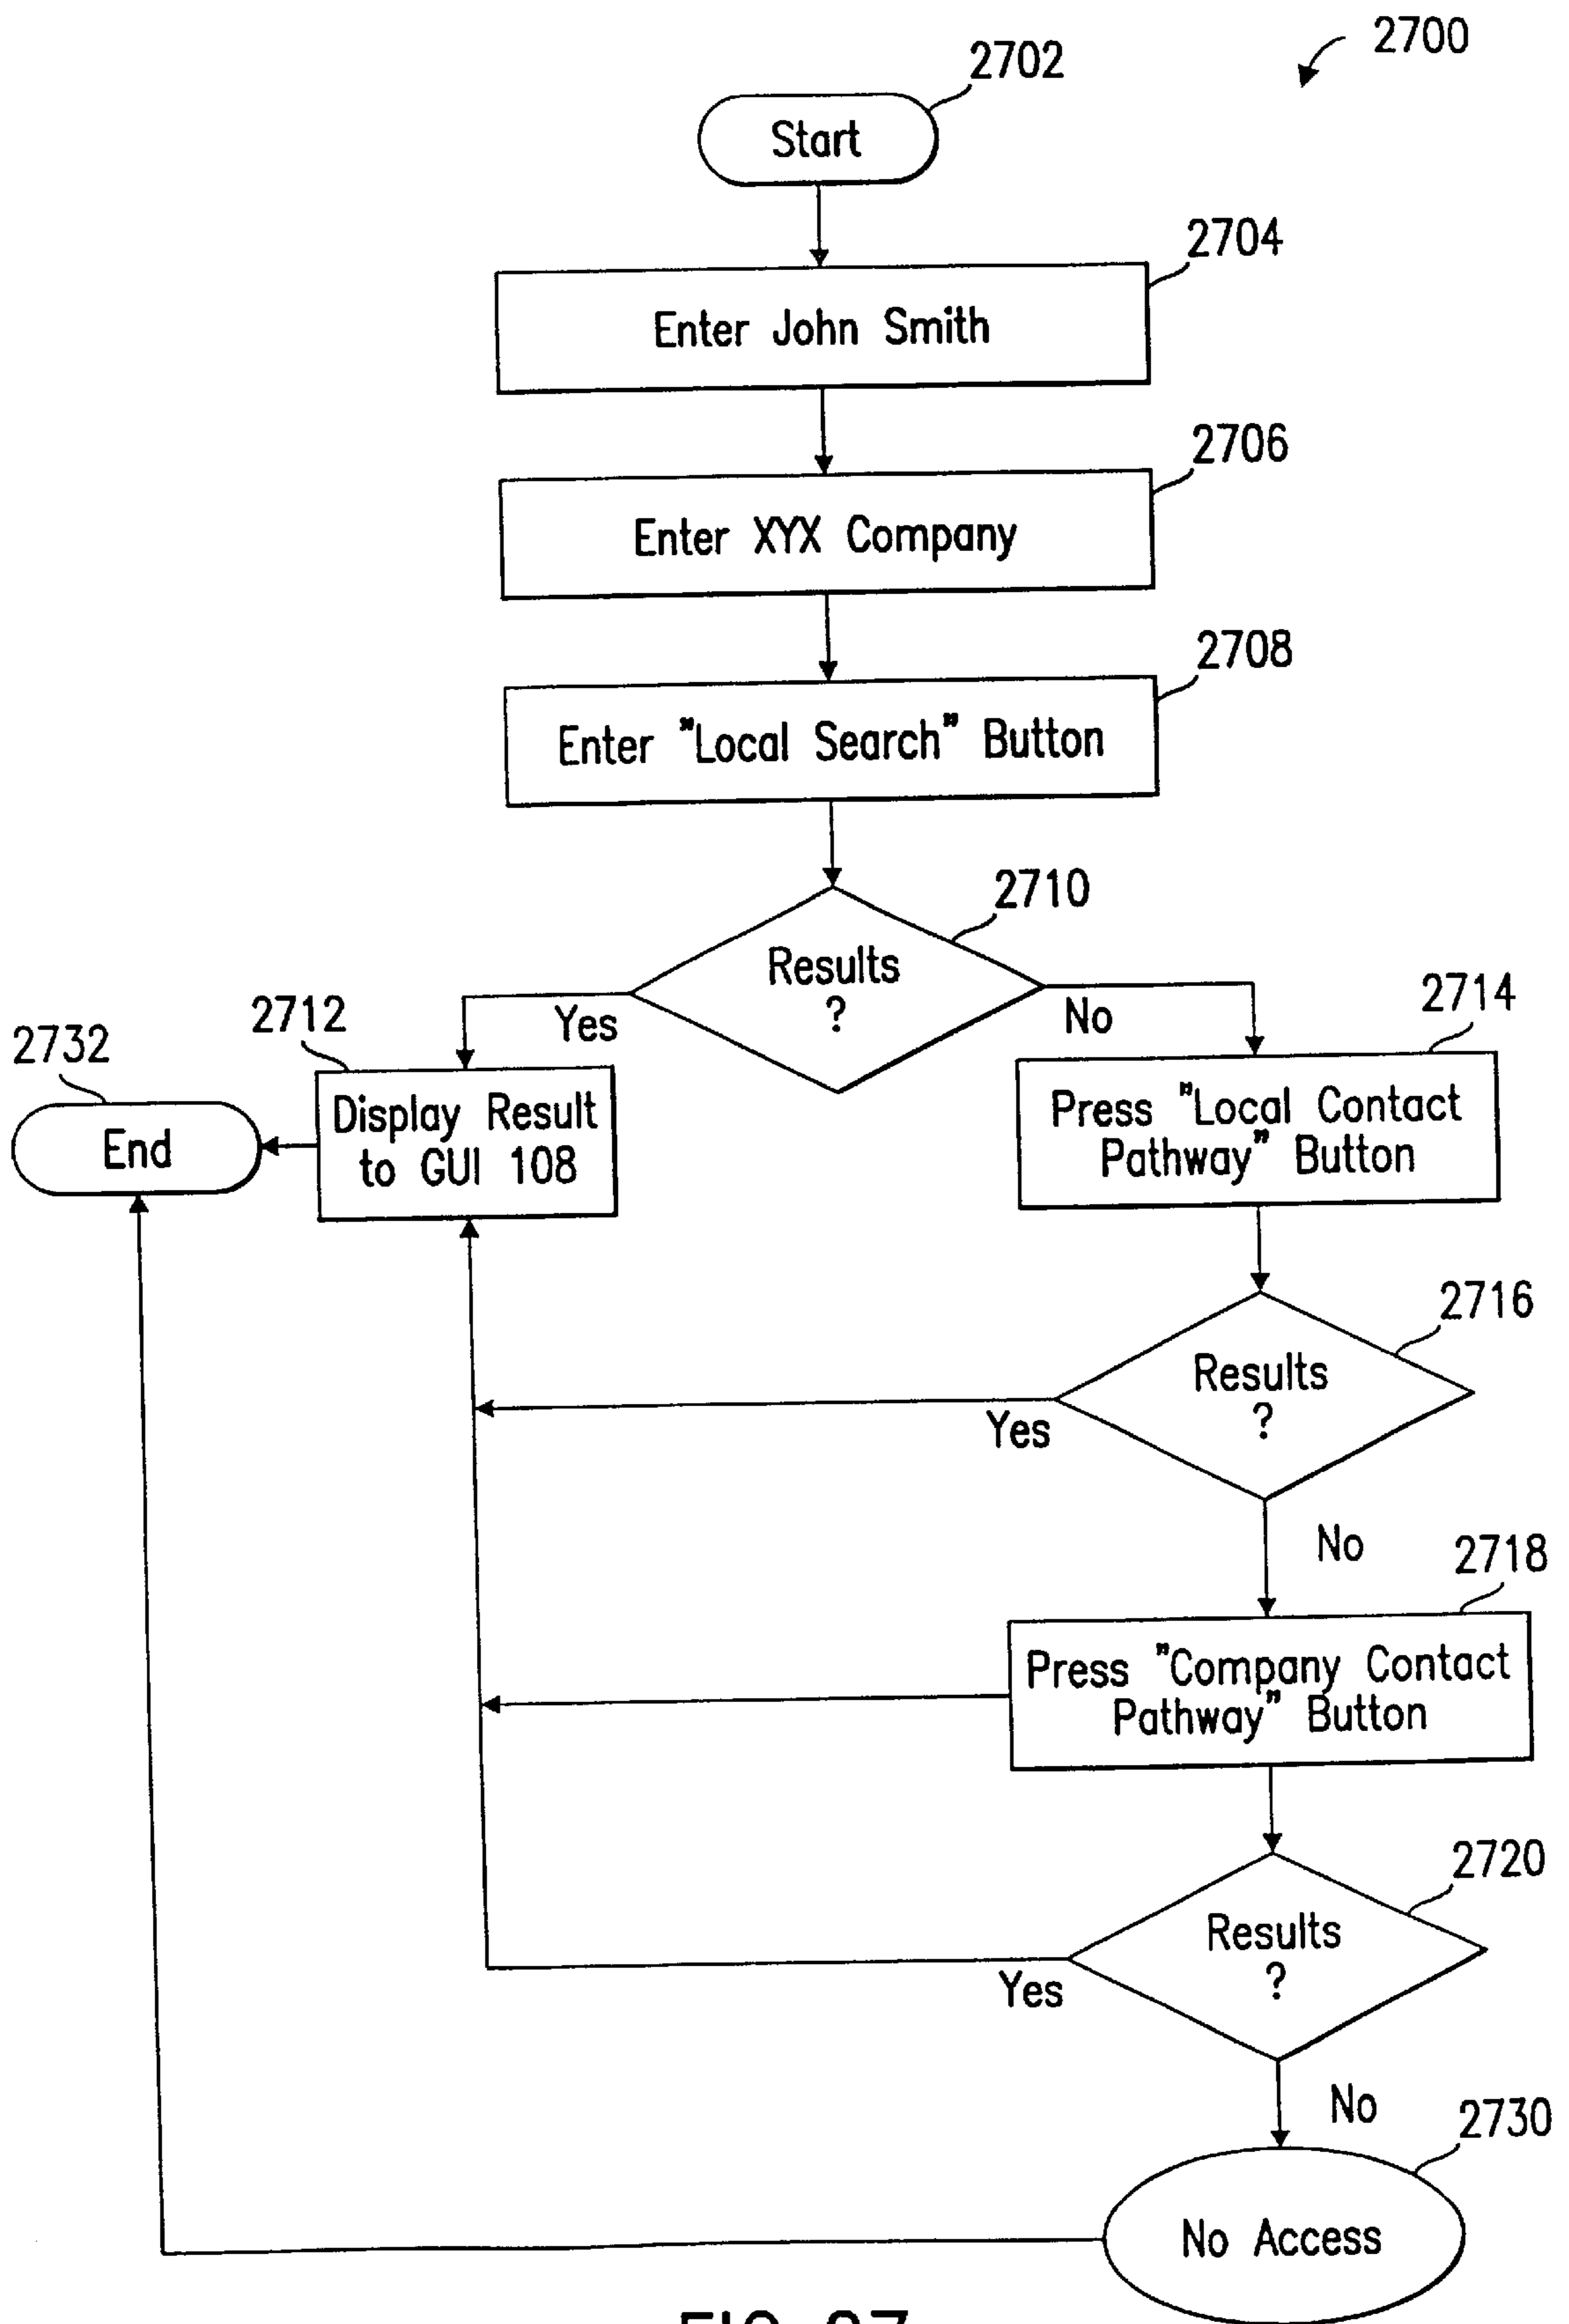 2700
2702
Start
2704
Enter John Smith
2706
Enter XYX Company
2708
Enter "Local Search" Button
2710
Results
?
Yes
No
2712
Display Result
to GUI 108
2732
End
2714
Press "Local Contact
Pathway" Button
2716
Results
?
Yes
No
2718
Press "Company Contact
Pathway" Button
2720
Results
?
Yes
No
2730
No Access